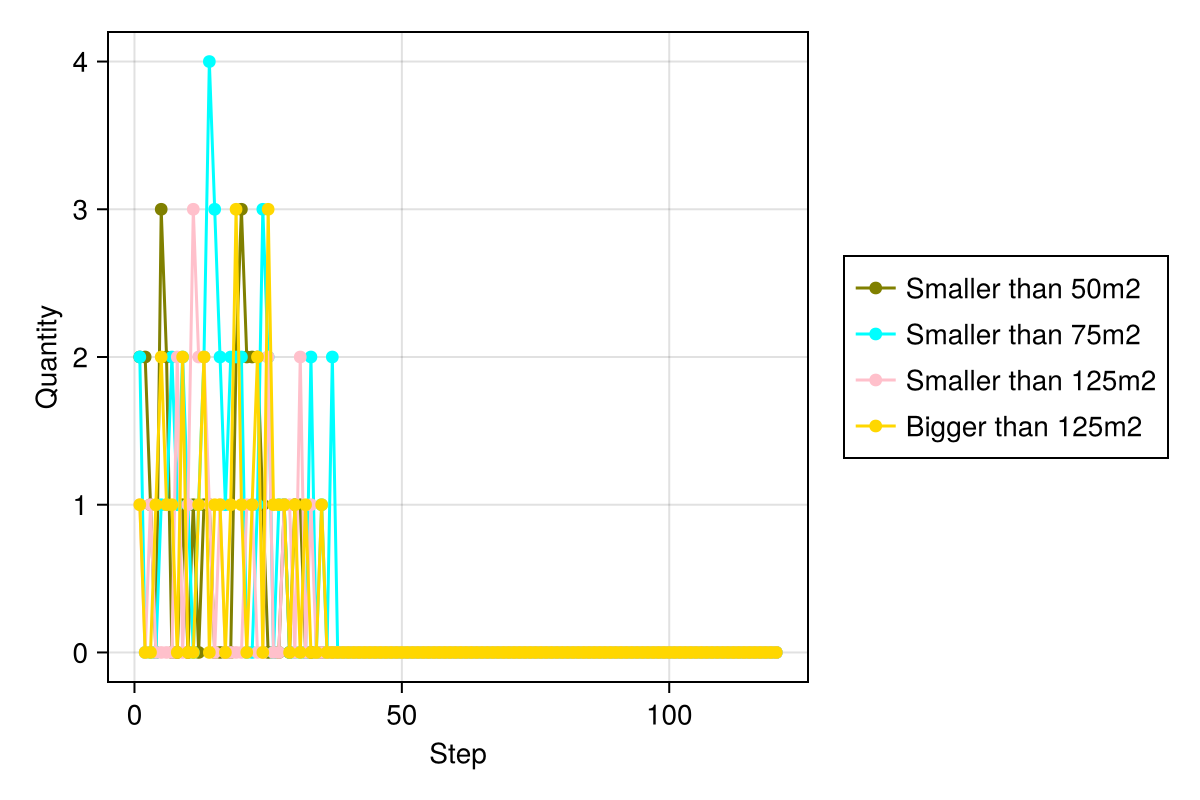 4
3
2
1
0
Quantity
0 50 100
Step
Smaller than 50m2
Smaller than 75m2
Smaller than 125m2
Bigger than 125m2